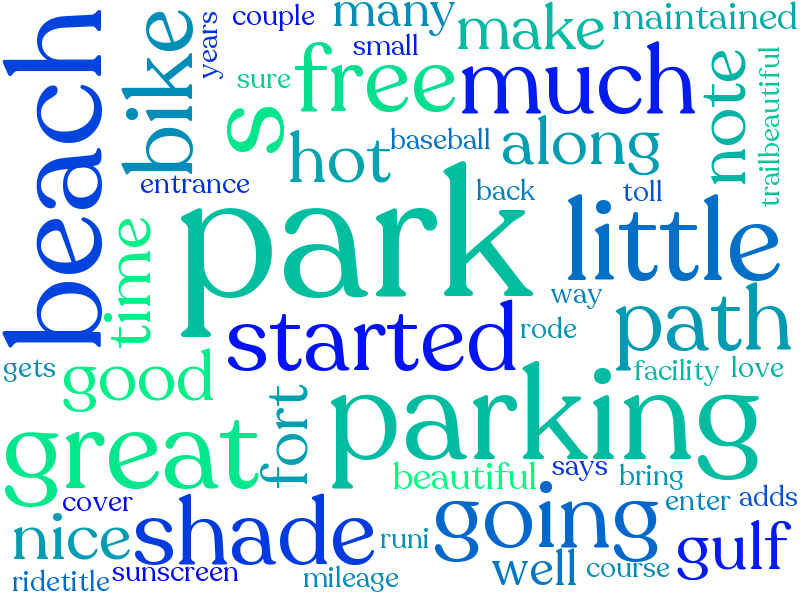 couple
many
maintained
years
small
make
beach
bike
sure
free
much
note
trailbeautiful
s
hot
baseball
along
entrance
back
toll
park
little
time
way
path
started
rode
gets
good
facility
love
fort
parking
great
beautiful
says
bring
cover
going
enter
adds
nice
shade
runi
gulf
well
course
ridetitle
sunscreen
mileage